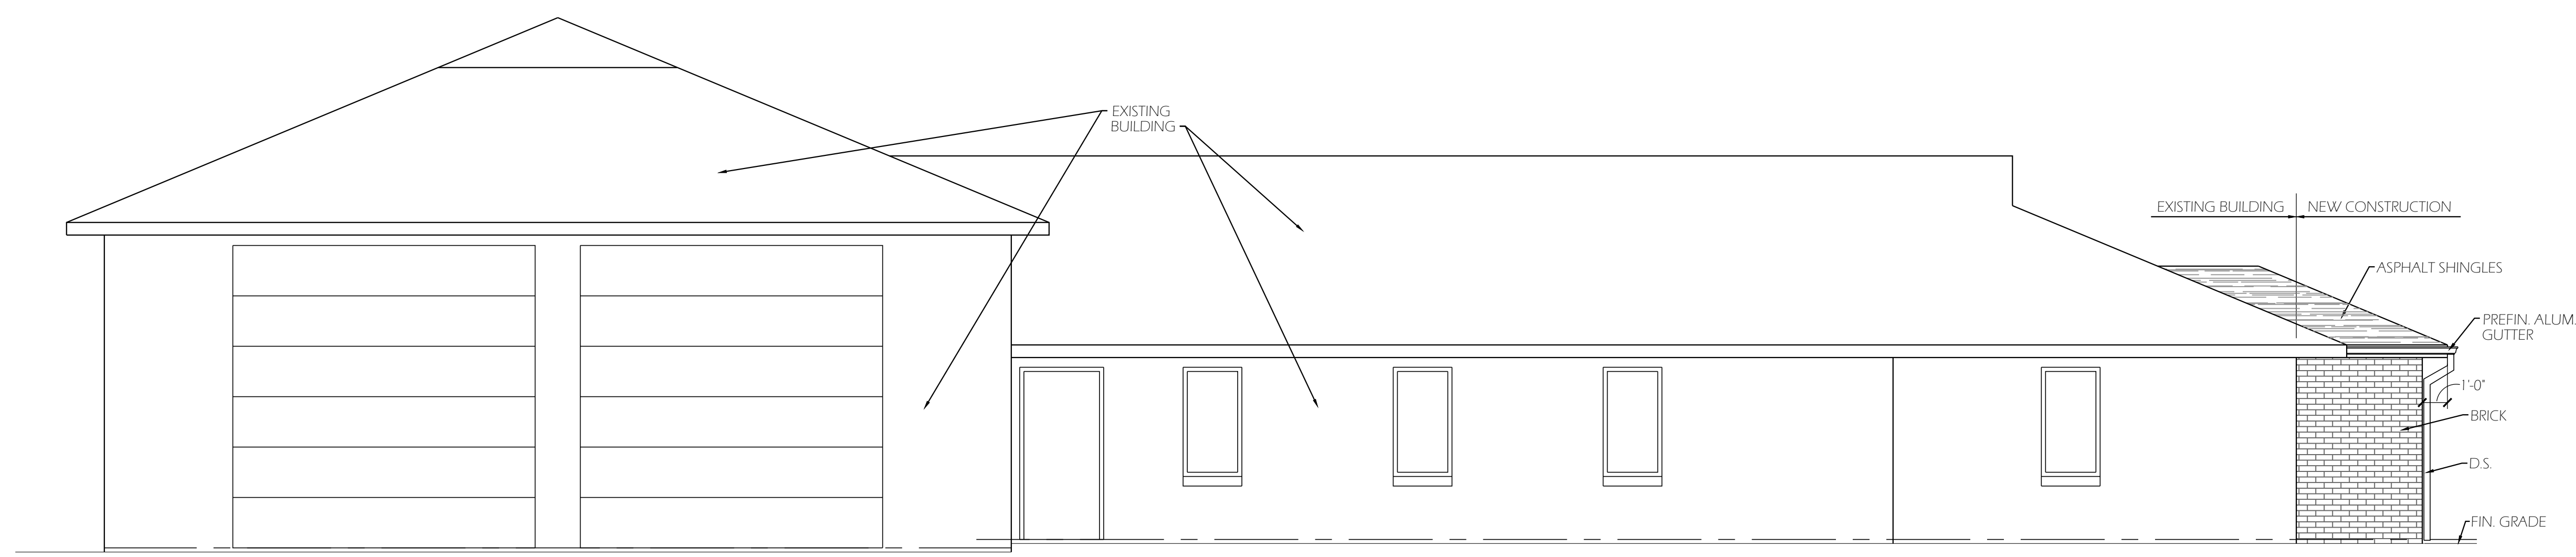 EXISTING
BUILDING
EXISTING BUILDING
NEW CONSTRUCTION
ASPHALT SHINGLES
PREFIN. ALUM.
GUTTER
1'-0"
BRICK
D.S.
FIN. GRADE